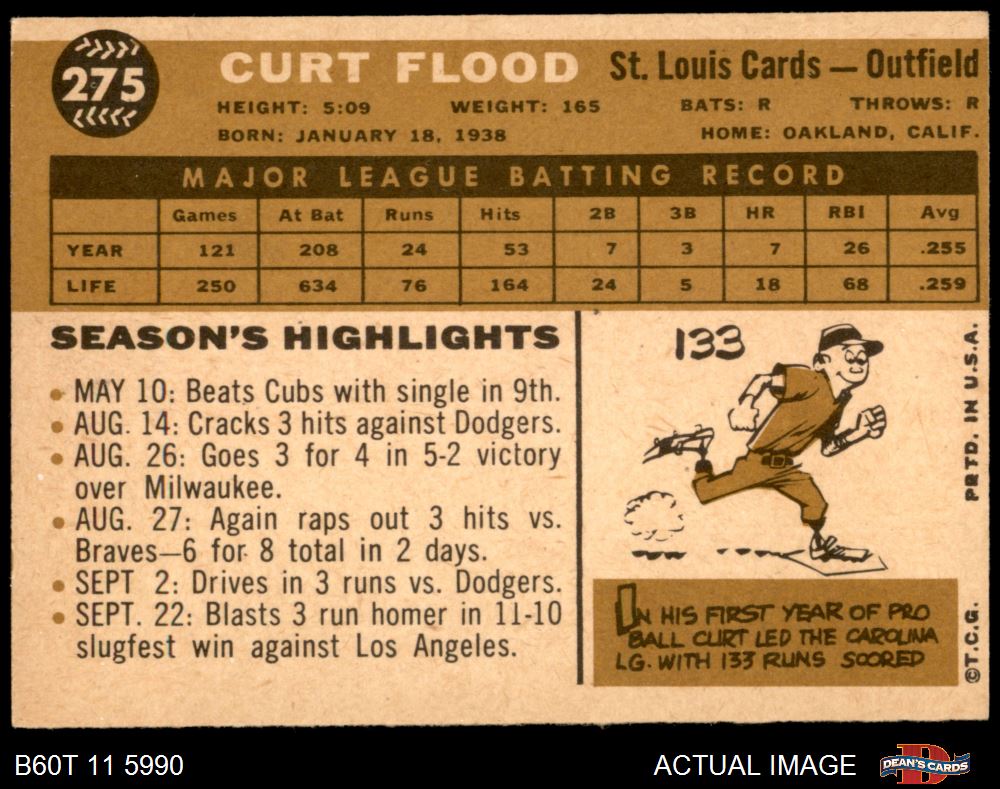 275
CURT FLOOD St. Louis Cards — Outfield
HEIGHT: 5:09 WEIGHT: 165 BATS: R THROWS: R
BORN: JANUARY 18, 1938 HOME: OAKLAND, CALIF.
MAJOR LEAGUE BATTING RECORD
Games At Bat Runs Hits 2B 3B HR RBI Avg
YEAR 121 208 24 53 7 3 7 26 .255
LIFE 250 634 76 164 24 5 18 68 .259
SEASON'S HIGHLIGHTS
• MAY 10: Beats Cubs with single in 9th.
• AUG. 14: Cracks 3 hits against Dodgers.
• AUG. 26: Goes 3 for 4 in 5-2 victory
over Milwaukee.
• AUG. 27: Again raps out 3 hits vs.
Braves—6 for 8 total in 2 days.
• SEPT 2: Drives in 3 runs vs. Dodgers.
• SEPT. 22: Blasts 3 run homer in 11-10
slugfest win against Los Angeles.
133
IN HIS FIRST YEAR OF PRO
BALL CURT LED THE CAROLINA
LG. WITH 133 RUNS SCORED
PRTD. IN U.S.A.
©T.C.G.
B60T 11 5990
ACTUAL IMAGE
DEAN'S CARDS